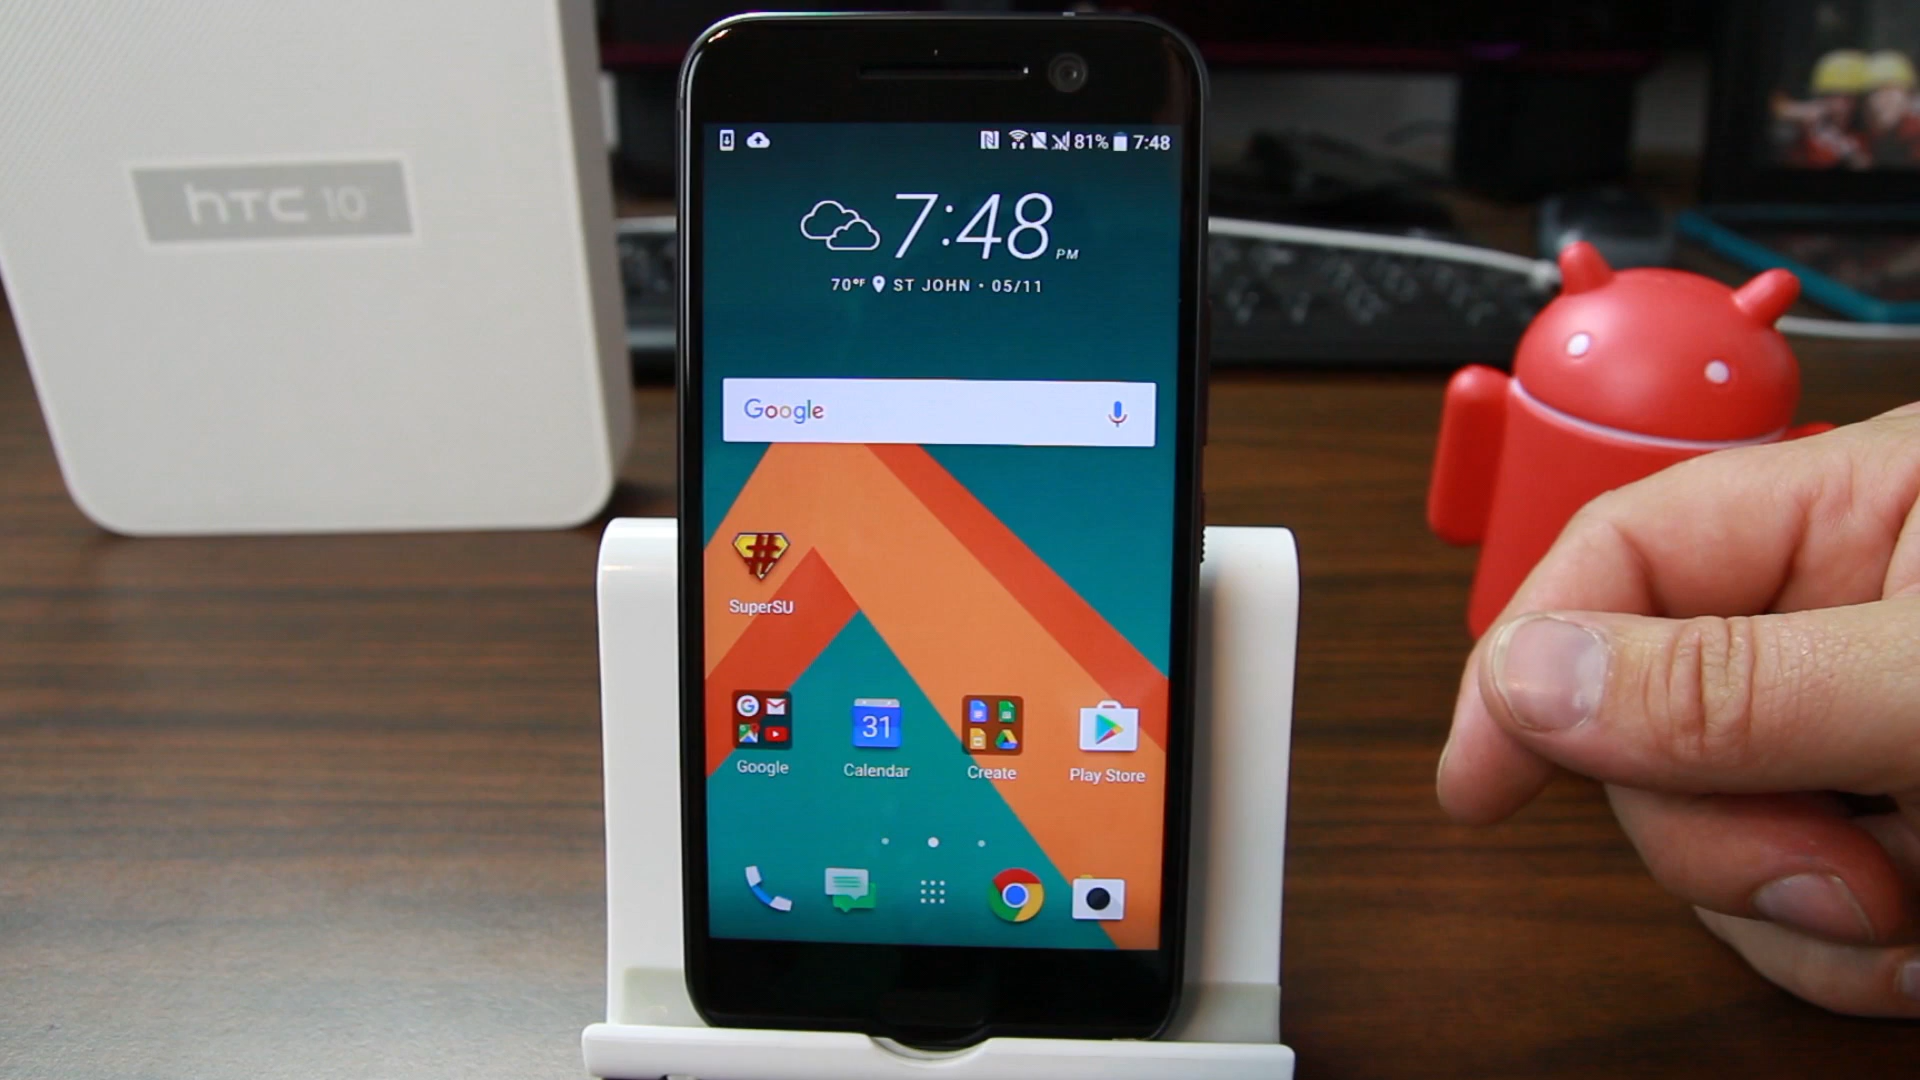 hTC 10
81% 7:48
7:48 PM
70°F ST JOHN • 05/11
Google
SuperSU
31
Google Calendar Create Play Store